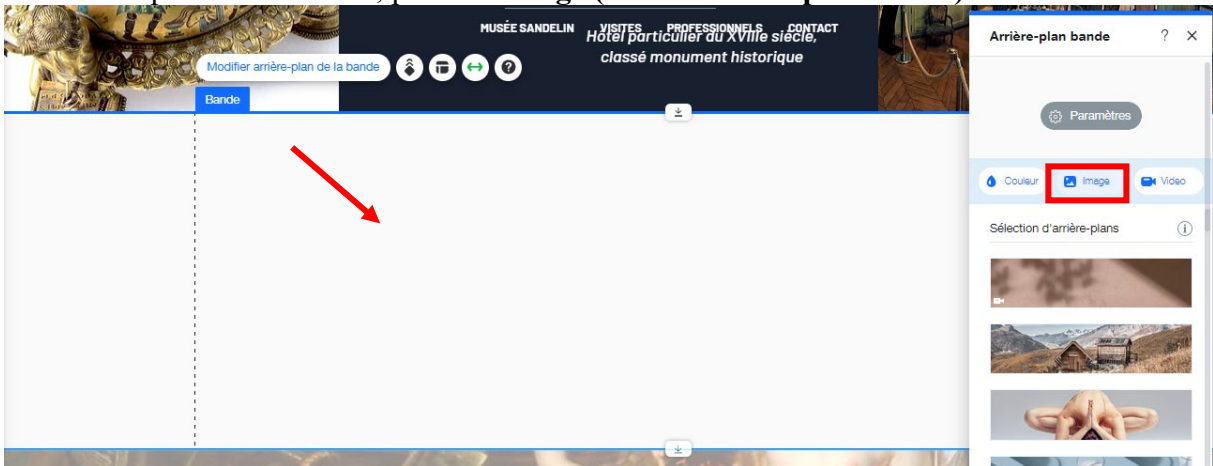 MUSÉE SANDELIN VISITES PROFESSIONNELS CONTACT
Hôtel particulier du XVIIIe siècle,
classé monument historique
Modifier arrière-plan de la bande
Bande
Arrière-plan bande
Paramètres
Couleur Image Video
Sélection d'arrière-plans